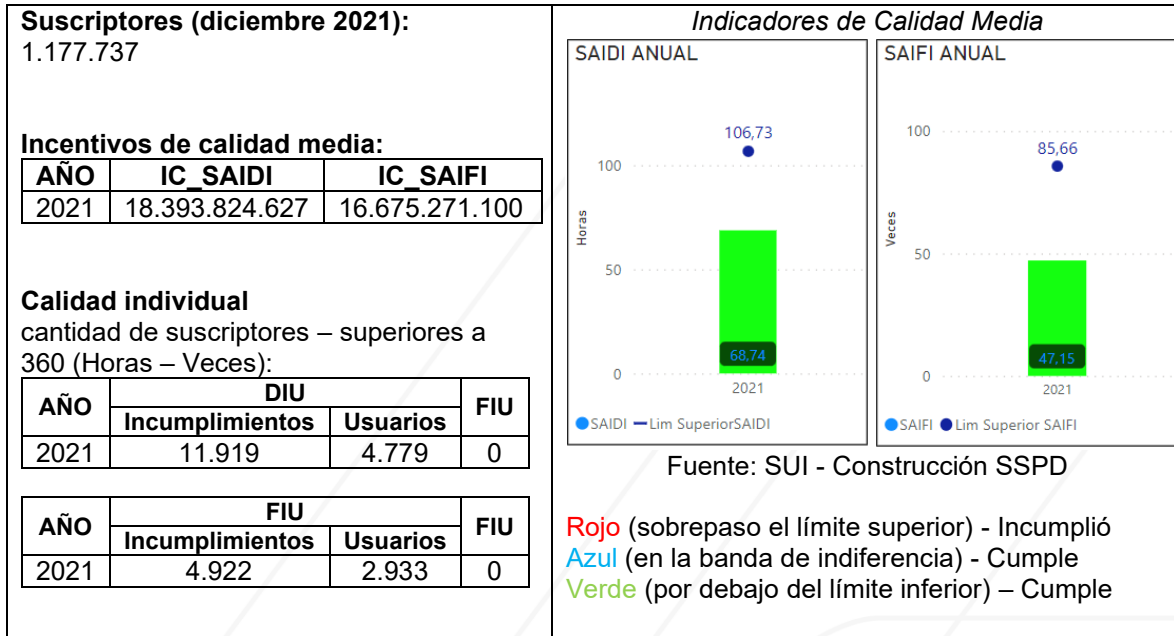 Suscriptores (diciembre 2021):
1.177.737
Incentivos de calidad media:
AÑO IC_SAIDI IC_SAIFI
2021 18.393.824.627 16.675.271.100
Calidad individual
cantidad de suscriptores – superiores a
360 (Horas – Veces):
AÑO DIU FIU
Incumplimientos Usuarios
2021 11.919 4.779 0
AÑO FIU FIU
Incumplimientos Usuarios
2021 4.922 2.933 0
Indicadores de Calidad Media
SAIDI ANUAL
106,73
100
Horas
50
68,74
0
2021
SAIDI Lim SuperiorSAIDI
SAIFI ANUAL
100
85,66
Veces
50
47,15
0
2021
SAIFI Lim Superior SAIFI
Fuente: SUI - Construcción SSPD
Rojo (sobrepaso el límite superior) - Incumplió
Azul (en la banda de indiferencia) - Cumple
Verde (por debajo del límite inferior) – Cumple